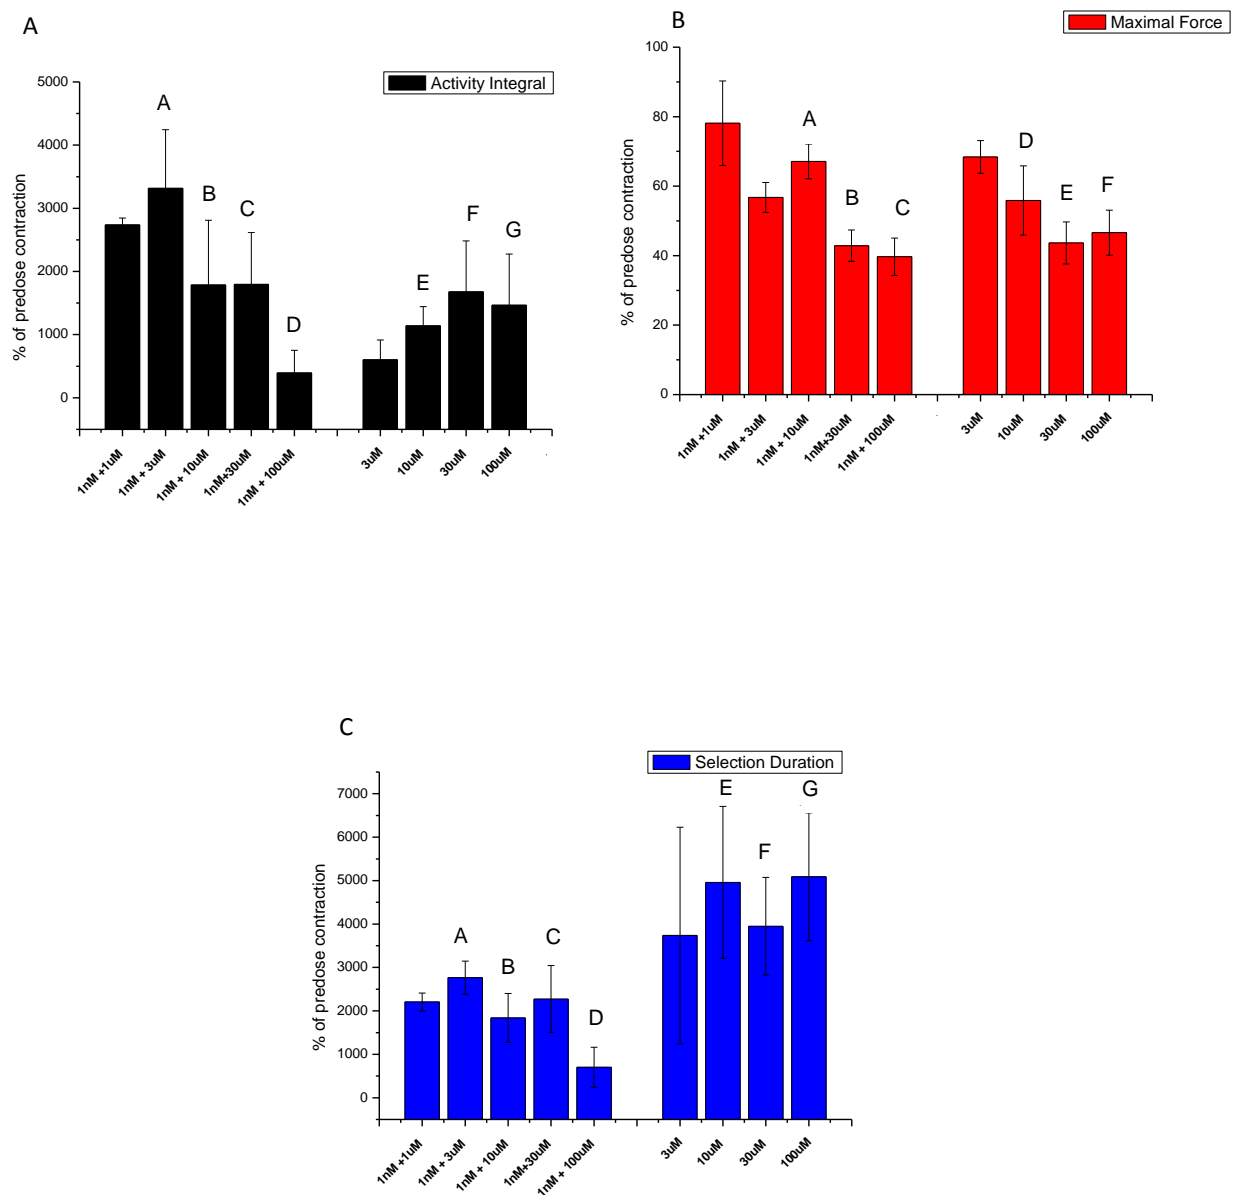 A
Activity Integral
5000
4000
3000
2000
1000
0
% of predose contraction
A
B
C
D
E
F
G
1nM +1uM
1nM + 3uM
1nM + 10uM
1nM+30uM
1nM + 100uM
3uM
10uM
30uM
100uM
B
Maximal Force
100
80
60
40
20
0
% of predose contraction
A
B
C
D
E
F
1nM +1uM
1nM + 3uM
1nM + 10uM
1nM+30uM
1nM + 100uM
3uM
10uM
30uM
100uM
C
Selection Duration
7000
6000
5000
4000
3000
2000
1000
0
% of predose contraction
A
B
C
D
E
F
G
1nM +1uM
1nM + 3uM
1nM + 10uM
1nM+30uM
1nM + 100uM
3uM
10uM
30uM
100uM